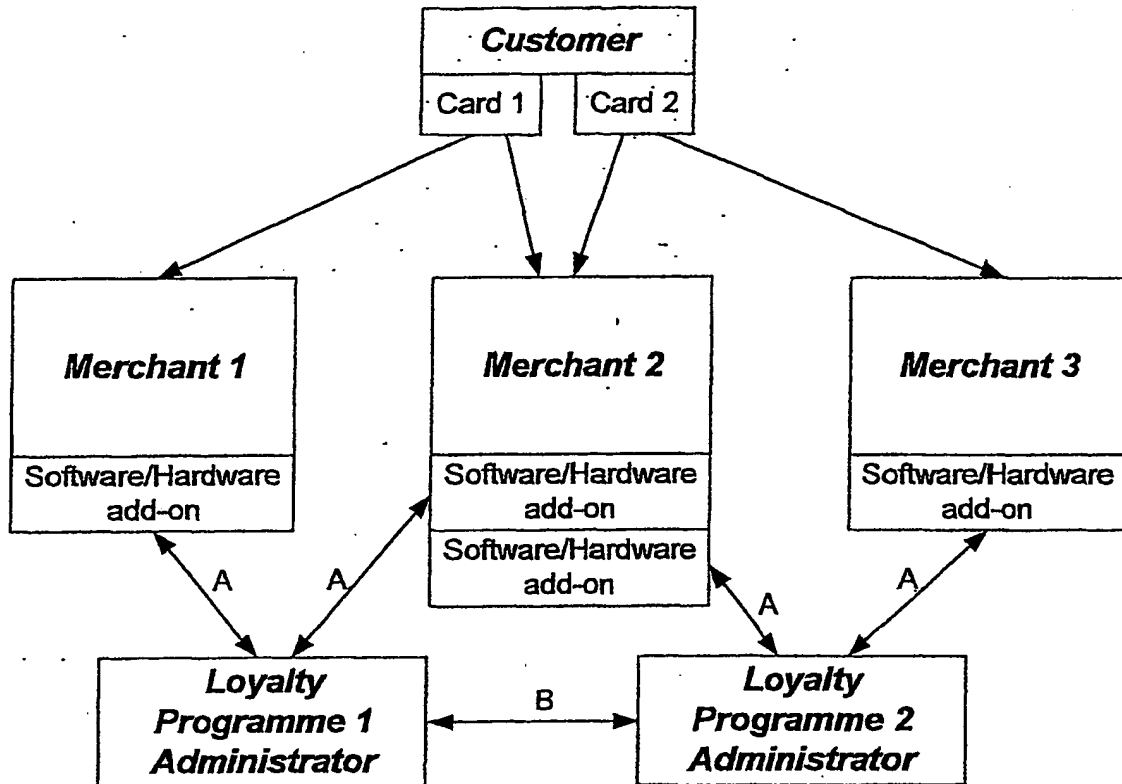 Customer
Card 1
Card 2
Merchant 1
Merchant 2
Merchant 3
Software/Hardware
add-on
Software/Hardware
add-on
Software/Hardware
add-on
Software/Hardware
add-on
A
A
A
A
Loyalty
Programme 1
Administrator
B
Loyalty
Programme 2
Administrator